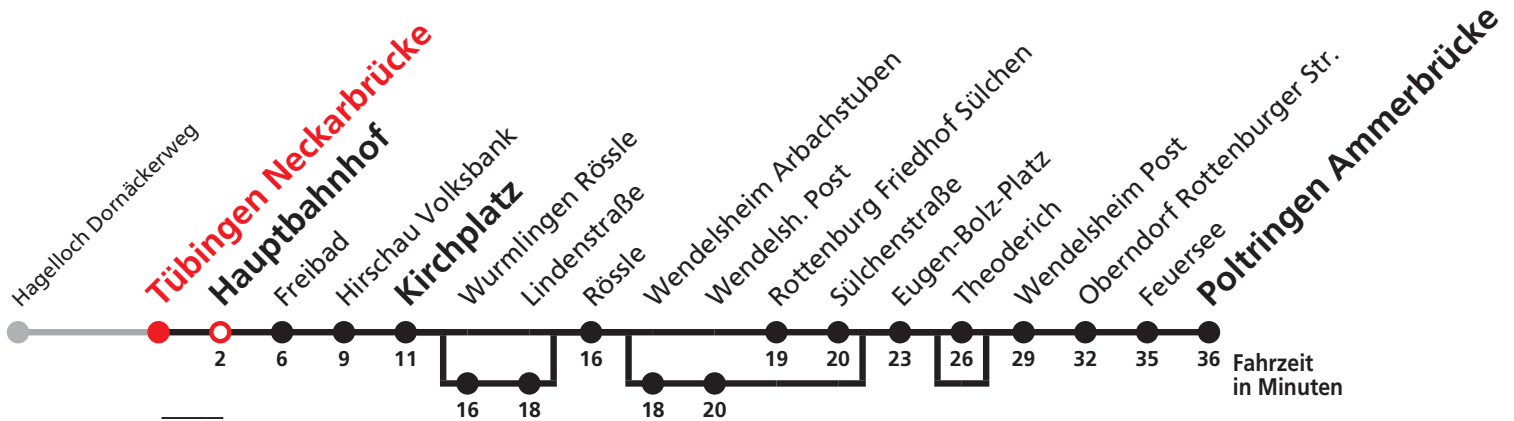 Hagelloch Dornäckerweg
Tübingen Neckarbrücke
Hauptbahnhof
Freibad
Hirschau Volksbank
Kirchplatz
Wurmlingen Rössle
Lindenstraße
Rössle
Wendelsheim Arbachstuben
Wendelsh. Post
Rottenburg Friedhof Sülchen
Sülchenstraße
Eugen-Bolz-Platz
Theoderich
Wendelsheim Post
Oberndorf Rottenburger Str.
Feuersee
Poltringen Ammerbrücke
2 6 9 11 16 19 20 23 26 29 32 35 36 Fahrzeit
in Minuten
16 18 18 20